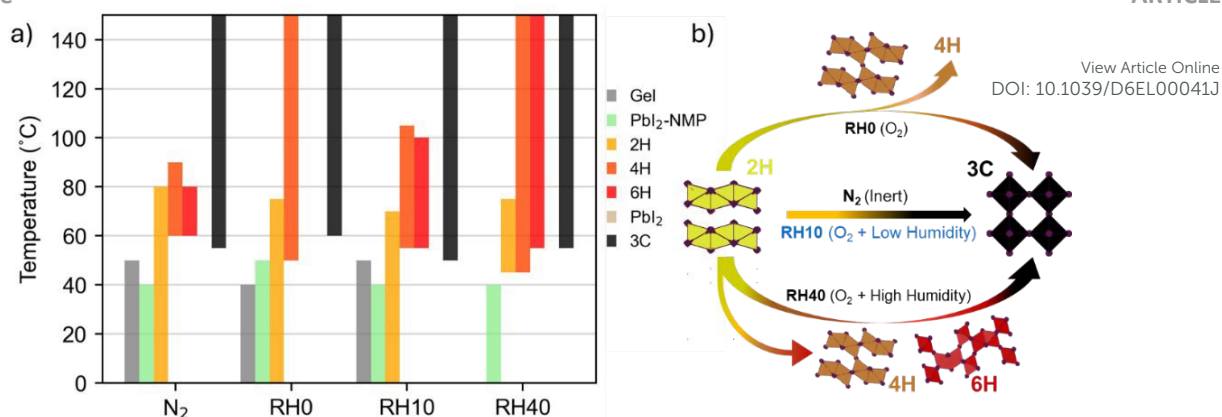 ARTICLE
View Article Online
DOI: 10.1039/D6EL00041J
a)
Temperature (°C)
140
120
100
80
60
40
20
0
N₂
RH0
RH10
RH40
Gel
PbI₂-NMP
2H
4H
6H
PbI₂
3C
b)
4H
RH0 (O₂)
2H
3C
N₂ (Inert)
RH10 (O₂ + Low Humidity)
RH40 (O₂ + High Humidity)
4H
6H